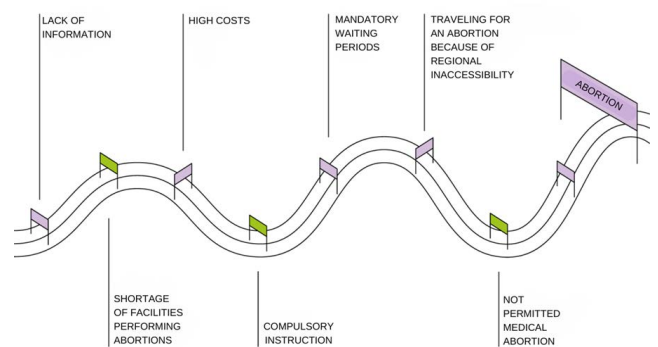 LACK OF
INFORMATION
HIGH COSTS
MANDATORY
WAITING
PERIODS
TRAVELING FOR
AN ABORTION
BECAUSE OF
REGIONAL
INACCESSIBILITY
ABORTION
SHORTAGE
OF FACILITIES
PERFORMING
ABORTIONS
COMPULSORY
INSTRUCTION
NOT
PERMITTED
MEDICAL
ABORTION